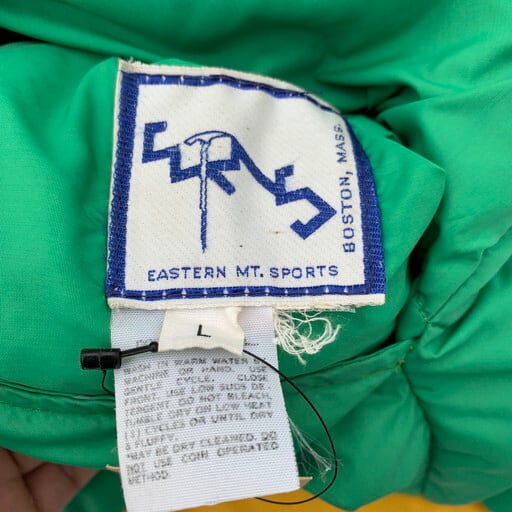 EMS
BOSTON, MASS.
EASTERN MT. SPORTS
L
WASH IN WARM WATER BY
MACHINE OR HAND. USE
GENTLE CYCLE. CLOSE
FRONT. USE LOW SUDS DE-
TERGENT. DO NOT BLEACH.
TUMBLE DRY ON LOW HEAT
CYCLES OR UNTIL DRY
& FLUFFY.
*MAY BE DRY CLEANED. DO
NOT USE COIN OPERATED
METHOD.